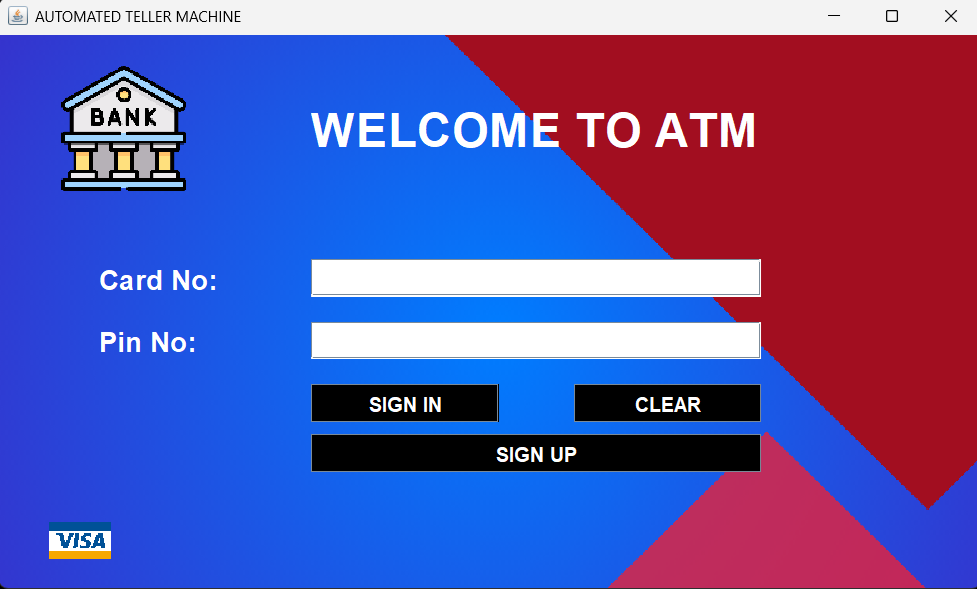 AUTOMATED TELLER MACHINE
BANK
WELCOME TO ATM
Card No:
Pin No:
SIGN IN
CLEAR
SIGN UP
VISA